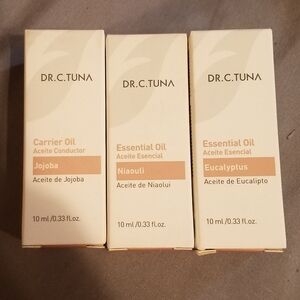 DR.C.TUNA
Carrier Oil
Aceite Conductor
Jojoba
Aceite de Jojoba
10 ml /0.33 fl.oz.
DR.C.TUNA
Essential Oil
Aceite Esencial
Niaouli
Aceite de Niaolui
10 ml /0.33 fl.oz.
DR.C.TUNA
Essential Oil
Aceite Esencial
Eucalyptus
Aceite de Eucalipto
10 ml /0.33 fl.oz.